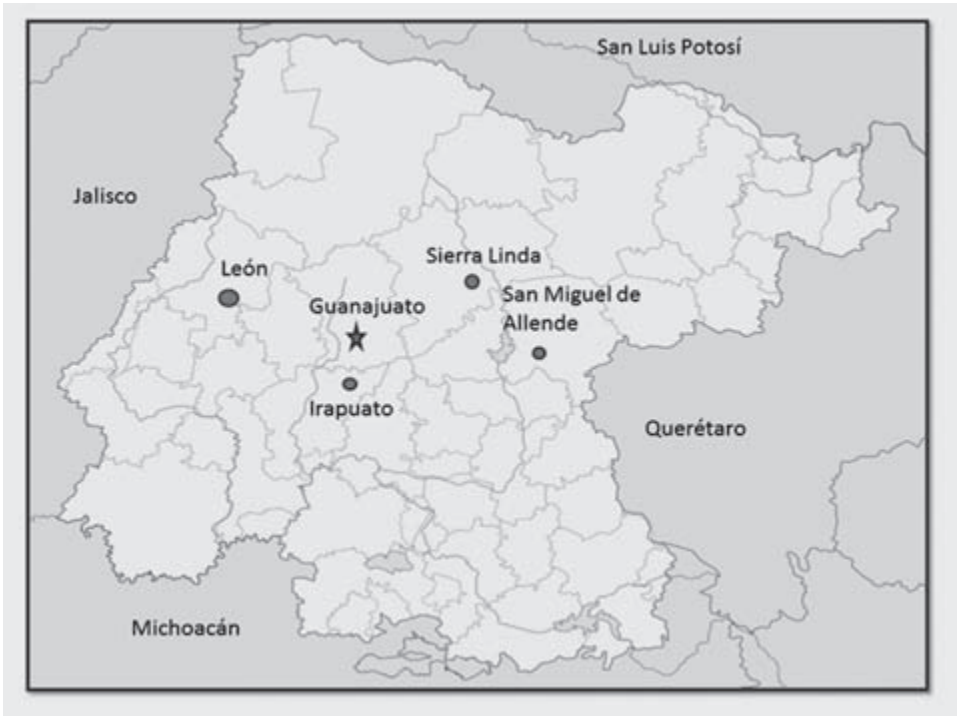 San Luis Potosí
Jalisco
Sierra Linda
León
San Miguel de
Allende
Guanajuato
Irapuato
Querétaro
Michoacán